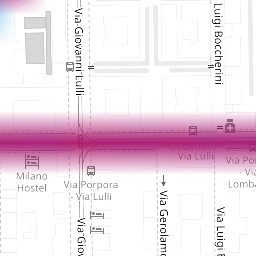 Via Giovanni Lulli
Luigi Boccherini
Via Lulli
Milano
Hostel
Via Porpora
- Via Lulli
Via Po
- Via
Lomba
Via Gio
Via Gerolamo
Via Luigi